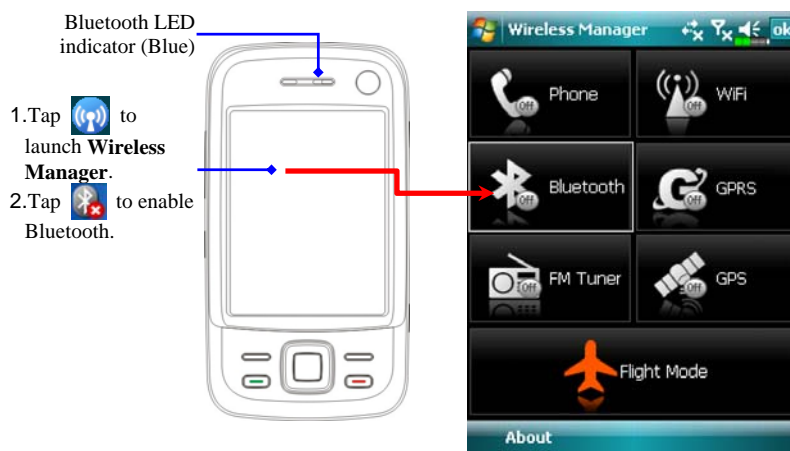 Bluetooth LED
indicator (Blue)
1.Tap to
launch Wireless
Manager.
2.Tap to enable
Bluetooth.
Wireless Manager ok
Phone
Off
WiFi
Off
Bluetooth
Off
GPRS
Off
FM Tuner
Off
GPS
Off
Flight Mode
About